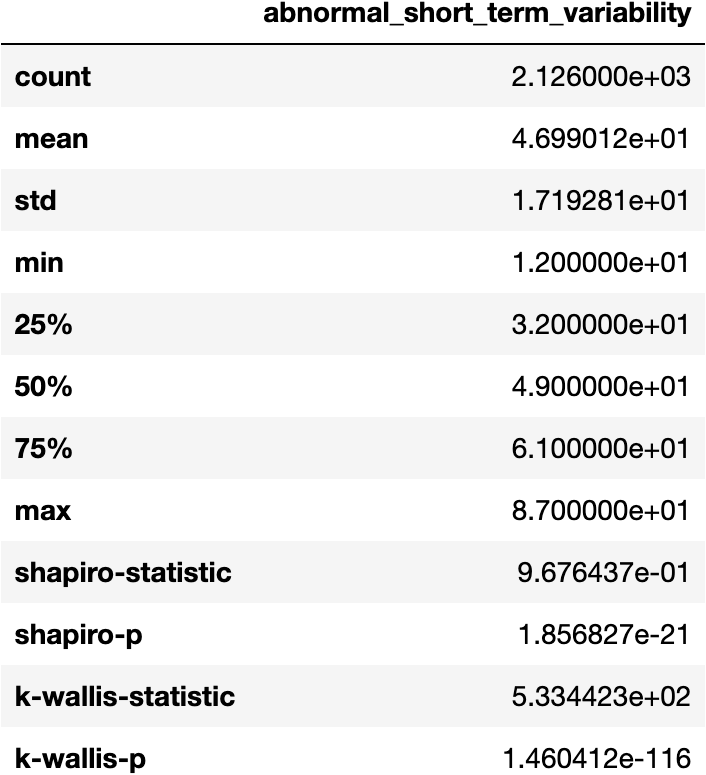 abnormal_short_term_variability
count 2.126000e+03
mean 4.699012e+01
std 1.719281e+01
min 1.200000e+01
25% 3.200000e+01
50% 4.900000e+01
75% 6.100000e+01
max 8.700000e+01
shapiro-statistic 9.676437e-01
shapiro-p 1.856827e-21
k-wallis-statistic 5.334423e+02
k-wallis-p 1.460412e-116